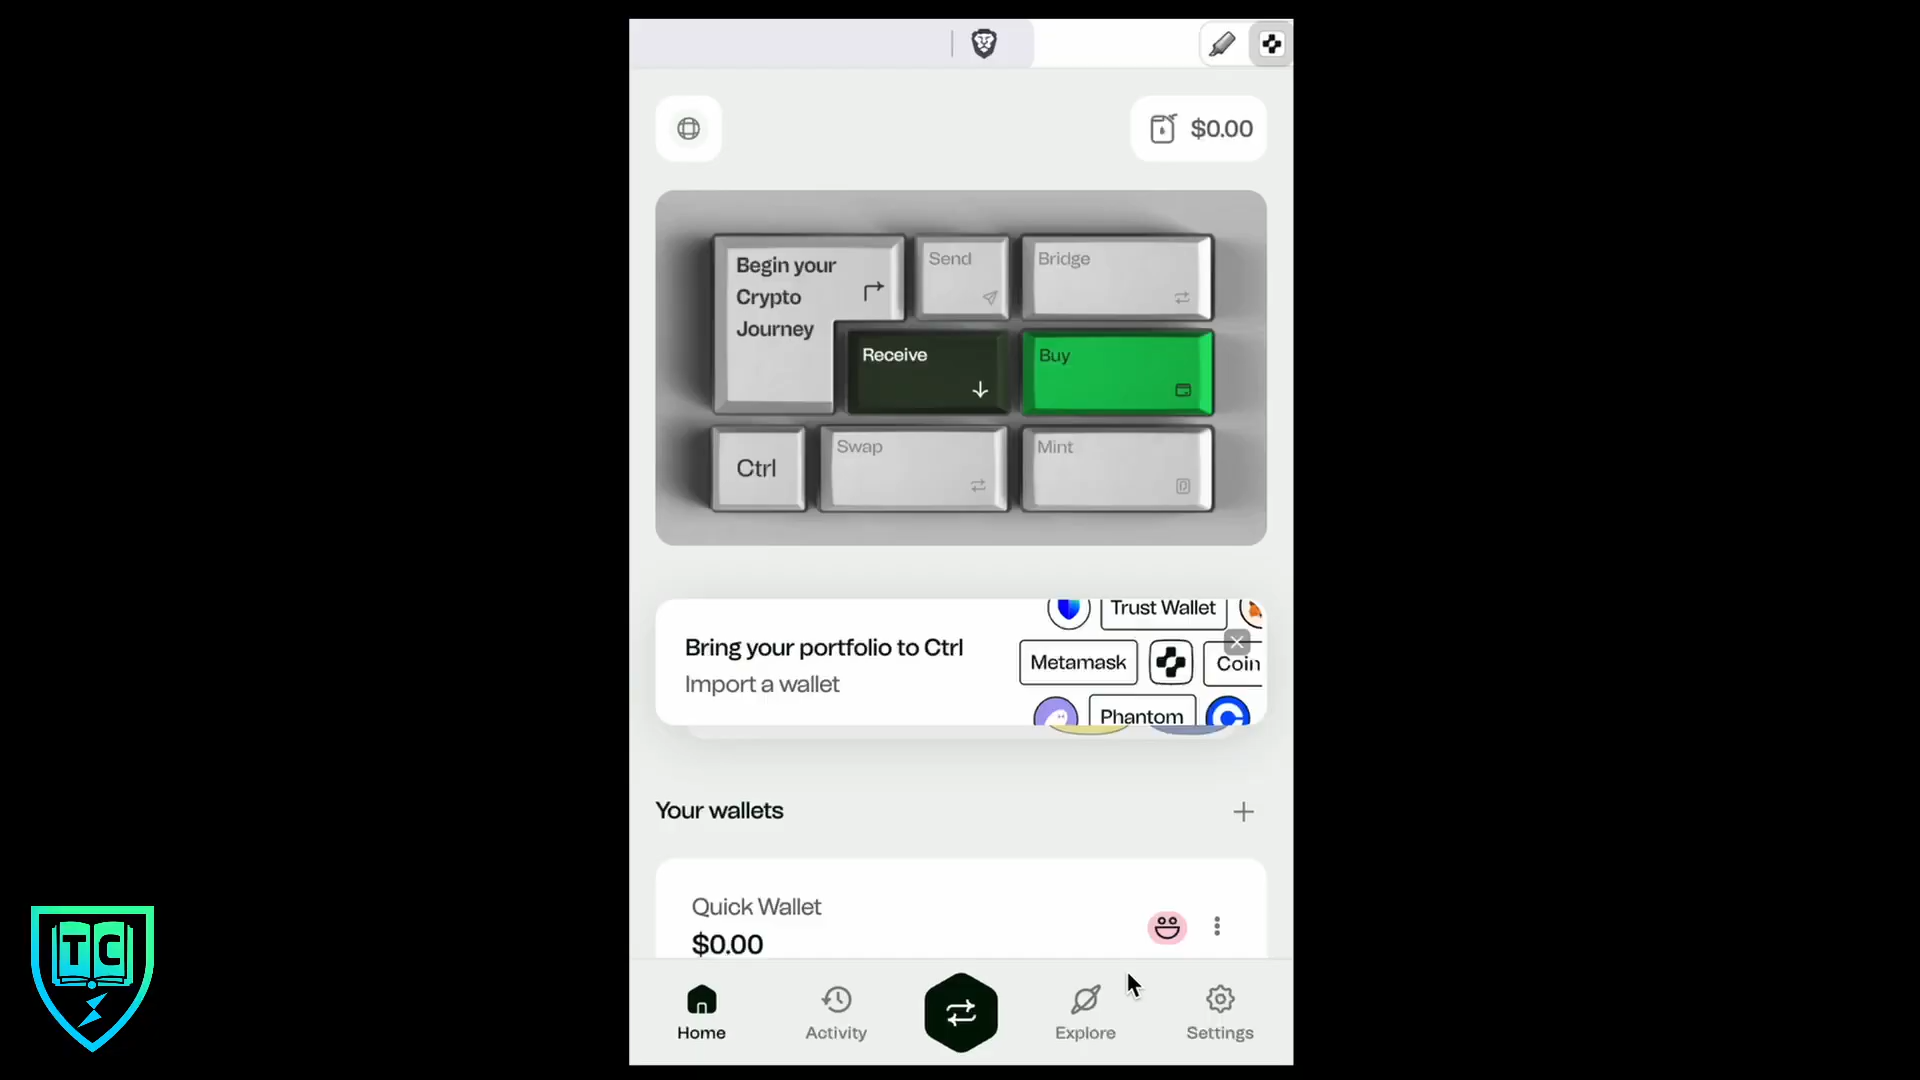 $0.00
Begin your
Crypto
Journey
Send
Bridge
Receive
Buy
Ctrl
Swap
Mint
Bring your portfolio to Ctrl
Import a wallet
Trust Wallet
Metamask
Coin
Phantom
Your wallets
Quick Wallet
$0.00
Home
Activity
Explore
Settings
TC